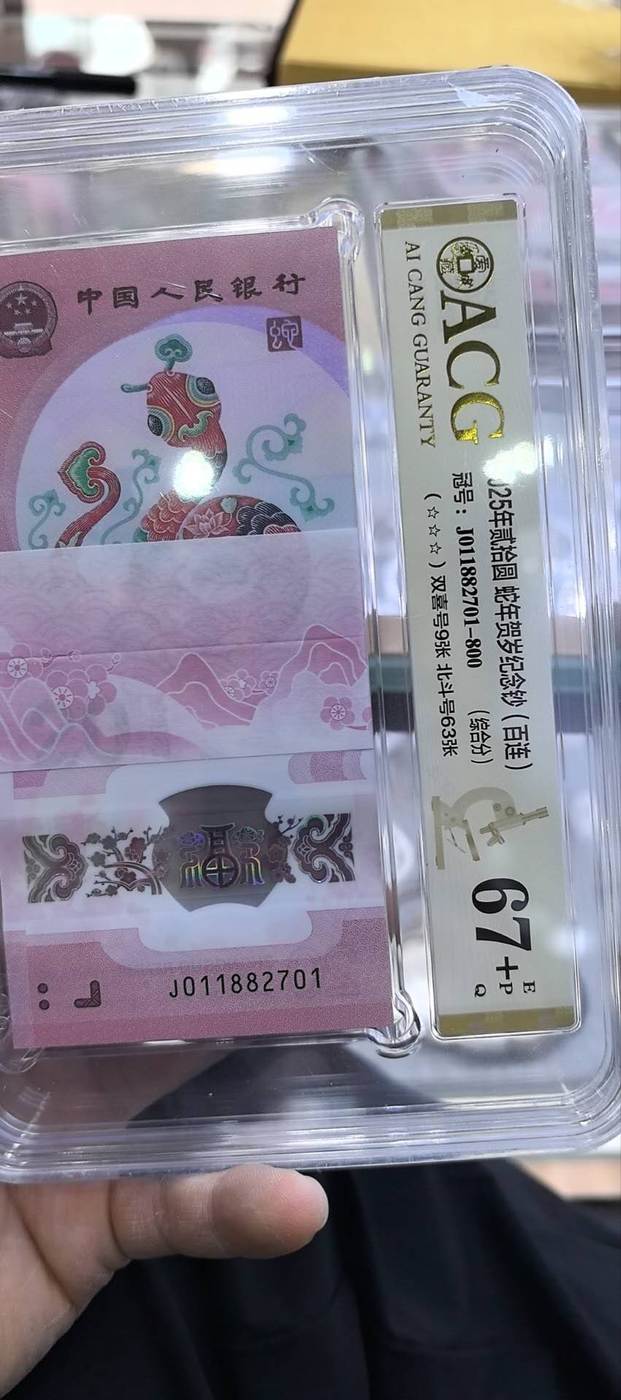 中国人民银行
蛇
福
J011882701
ACG
AI CANG GUARANTY
025年贰拾圆 蛇年贺岁纪念钞（百连）
冠号：J011882701-800 （综合分）
（☆☆☆）双喜号9张 北斗号63张
67+
E
P
Q